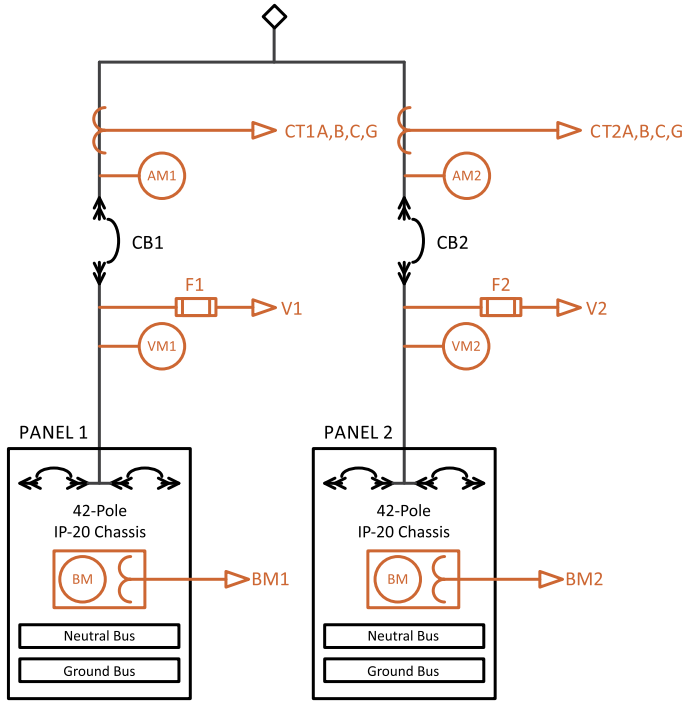 CT1A,B,C,G
CT2A,B,C,G
AM1
AM2
CB1
CB2
F1
F2
V1
V2
VM1
VM2
PANEL 1
PANEL 2
42-Pole
IP-20 Chassis
42-Pole
IP-20 Chassis
BM
BM1
BM
BM2
Neutral Bus
Neutral Bus
Ground Bus
Ground Bus